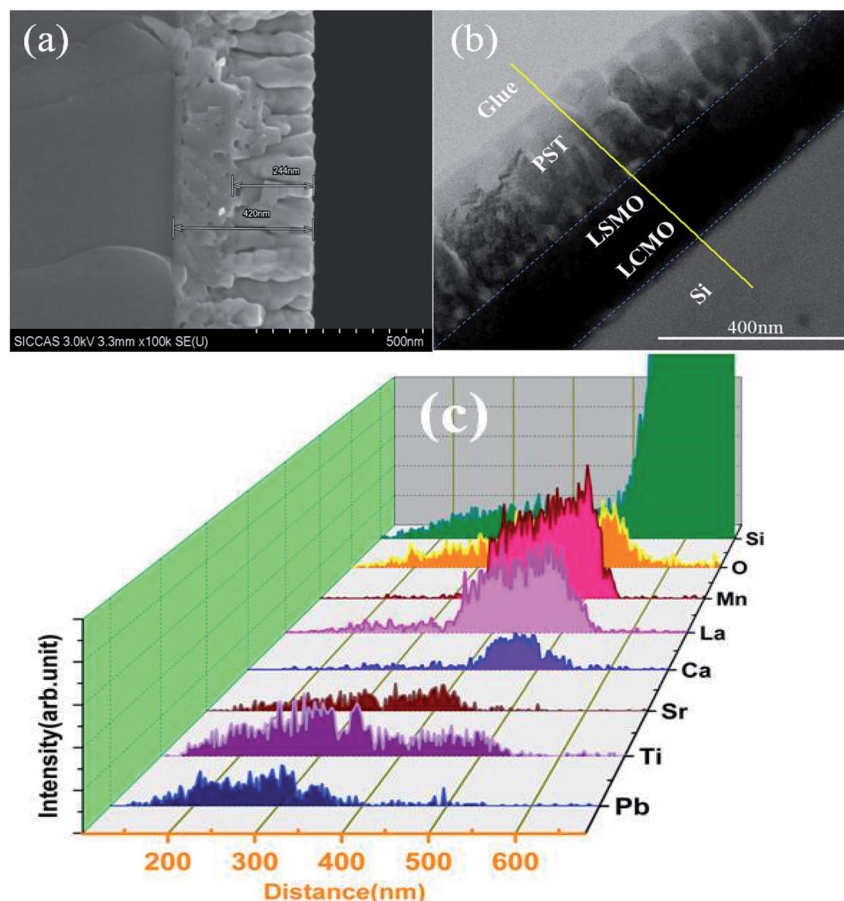 (a)
244nm
420nm
SICCAS 3.0kV 3.3mm x100k SE(U)
500nm
(b)
Glue
PST
LSMO
LCMO
Si
400nm
(c)
Si
O
Mn
La
Ca
Sr
Ti
Pb
Intensity(arb.unit)
200 300 400 500 600
Distance(nm)